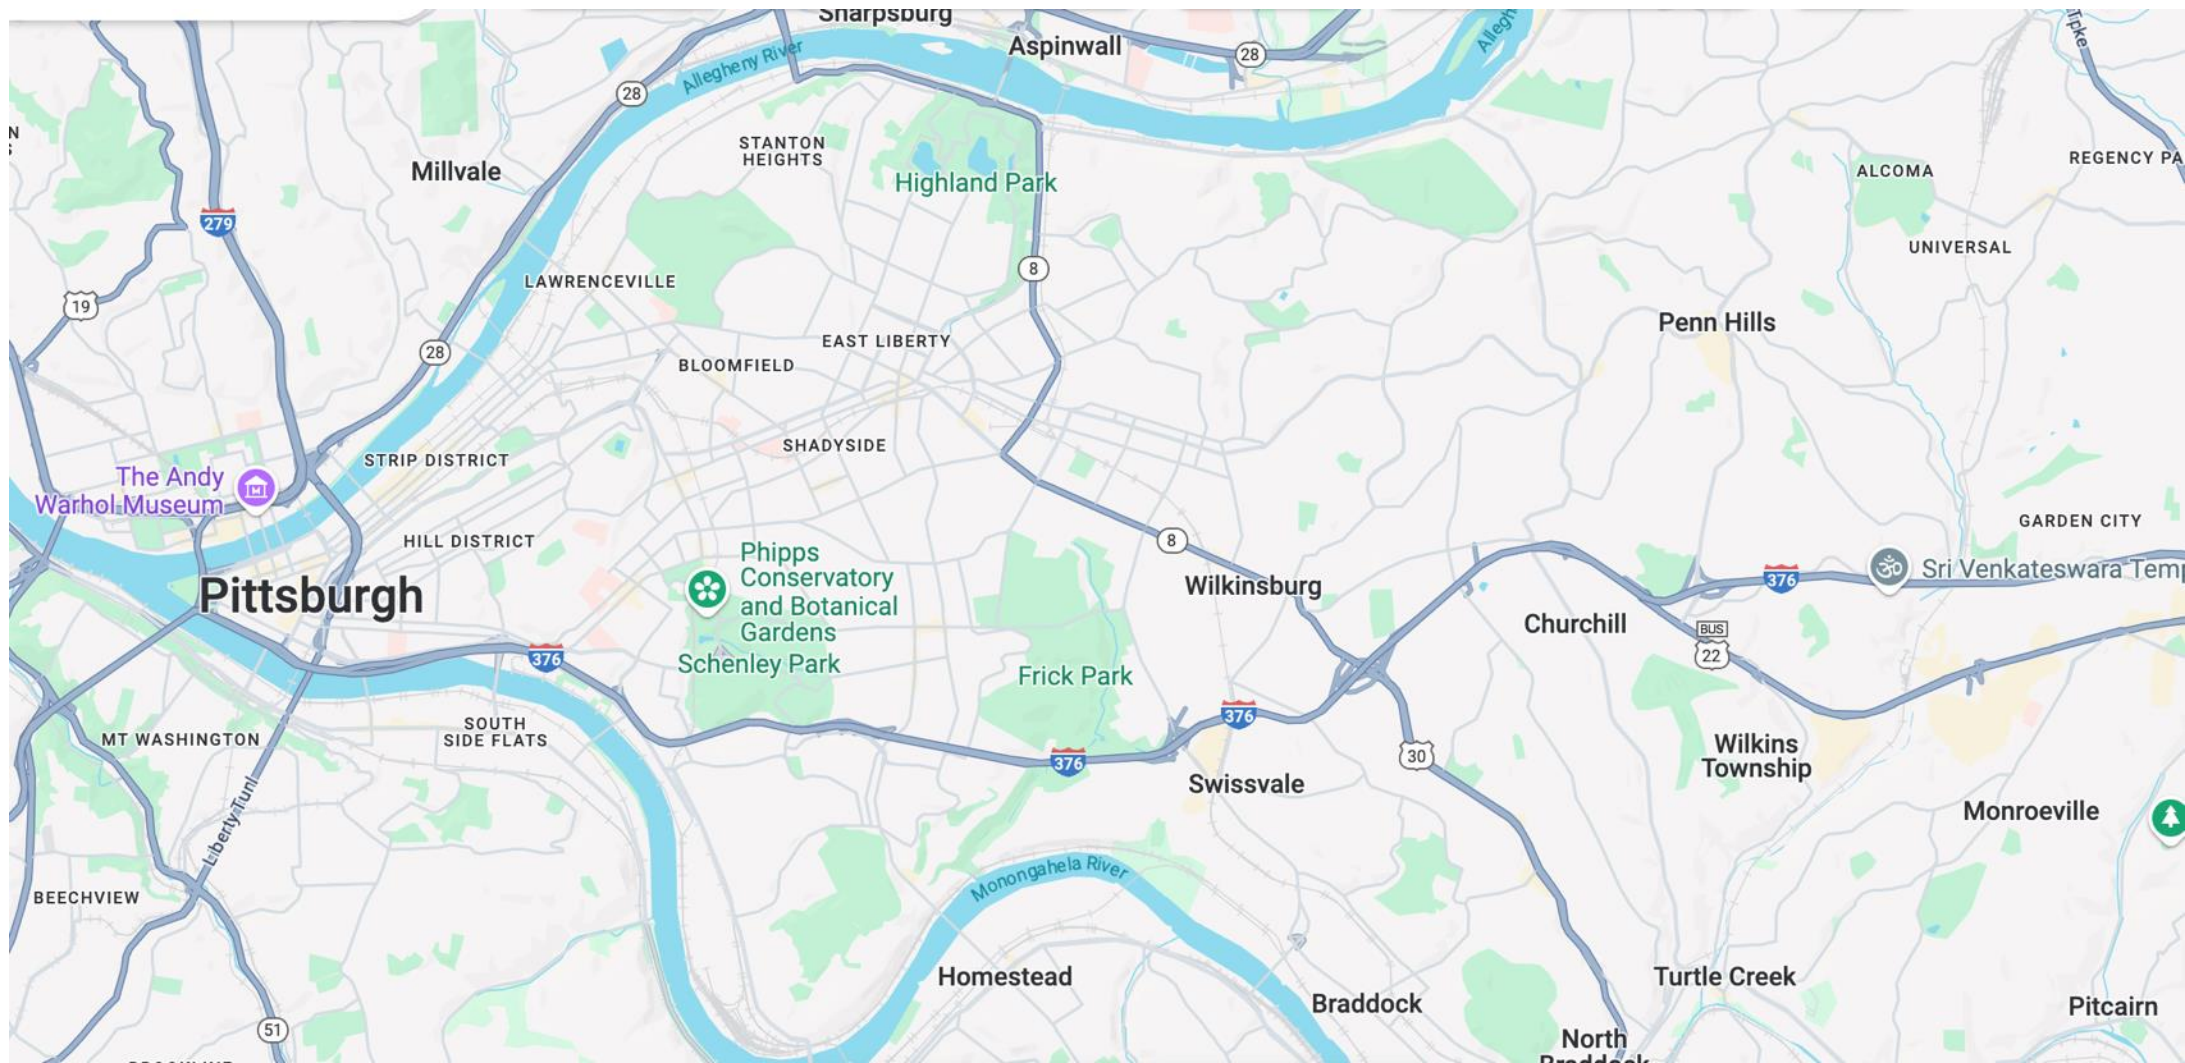 Sharpsburg
Aspinwall
28
Allegheny River
28
Tpke
N
STANTON
HEIGHTS
REGENCY PA
Millvale
ALCOMA
Highland Park
279
UNIVERSAL
8
LAWRENCEVILLE
19
Penn Hills
EAST LIBERTY
28
BLOOMFIELD
SHADYSIDE
STRIP DISTRICT
The Andy
Warhol Museum
GARDEN CITY
HILL DISTRICT
8
Phipps
Conservatory
and Botanical
Gardens
Wilkinsburg
376
Sri Venkateswara Temp
Pittsburgh
Churchill
BUS
22
376
Schenley Park
Frick Park
376
SOUTH
SIDE FLATS
MT WASHINGTON
Wilkins
Township
30
376
Swissvale
Monroeville
Liberty Tunl
Monongahela River
BEECHVIEW
Homestead
Turtle Creek
Braddock
Pitcairn
51
North
Braddock